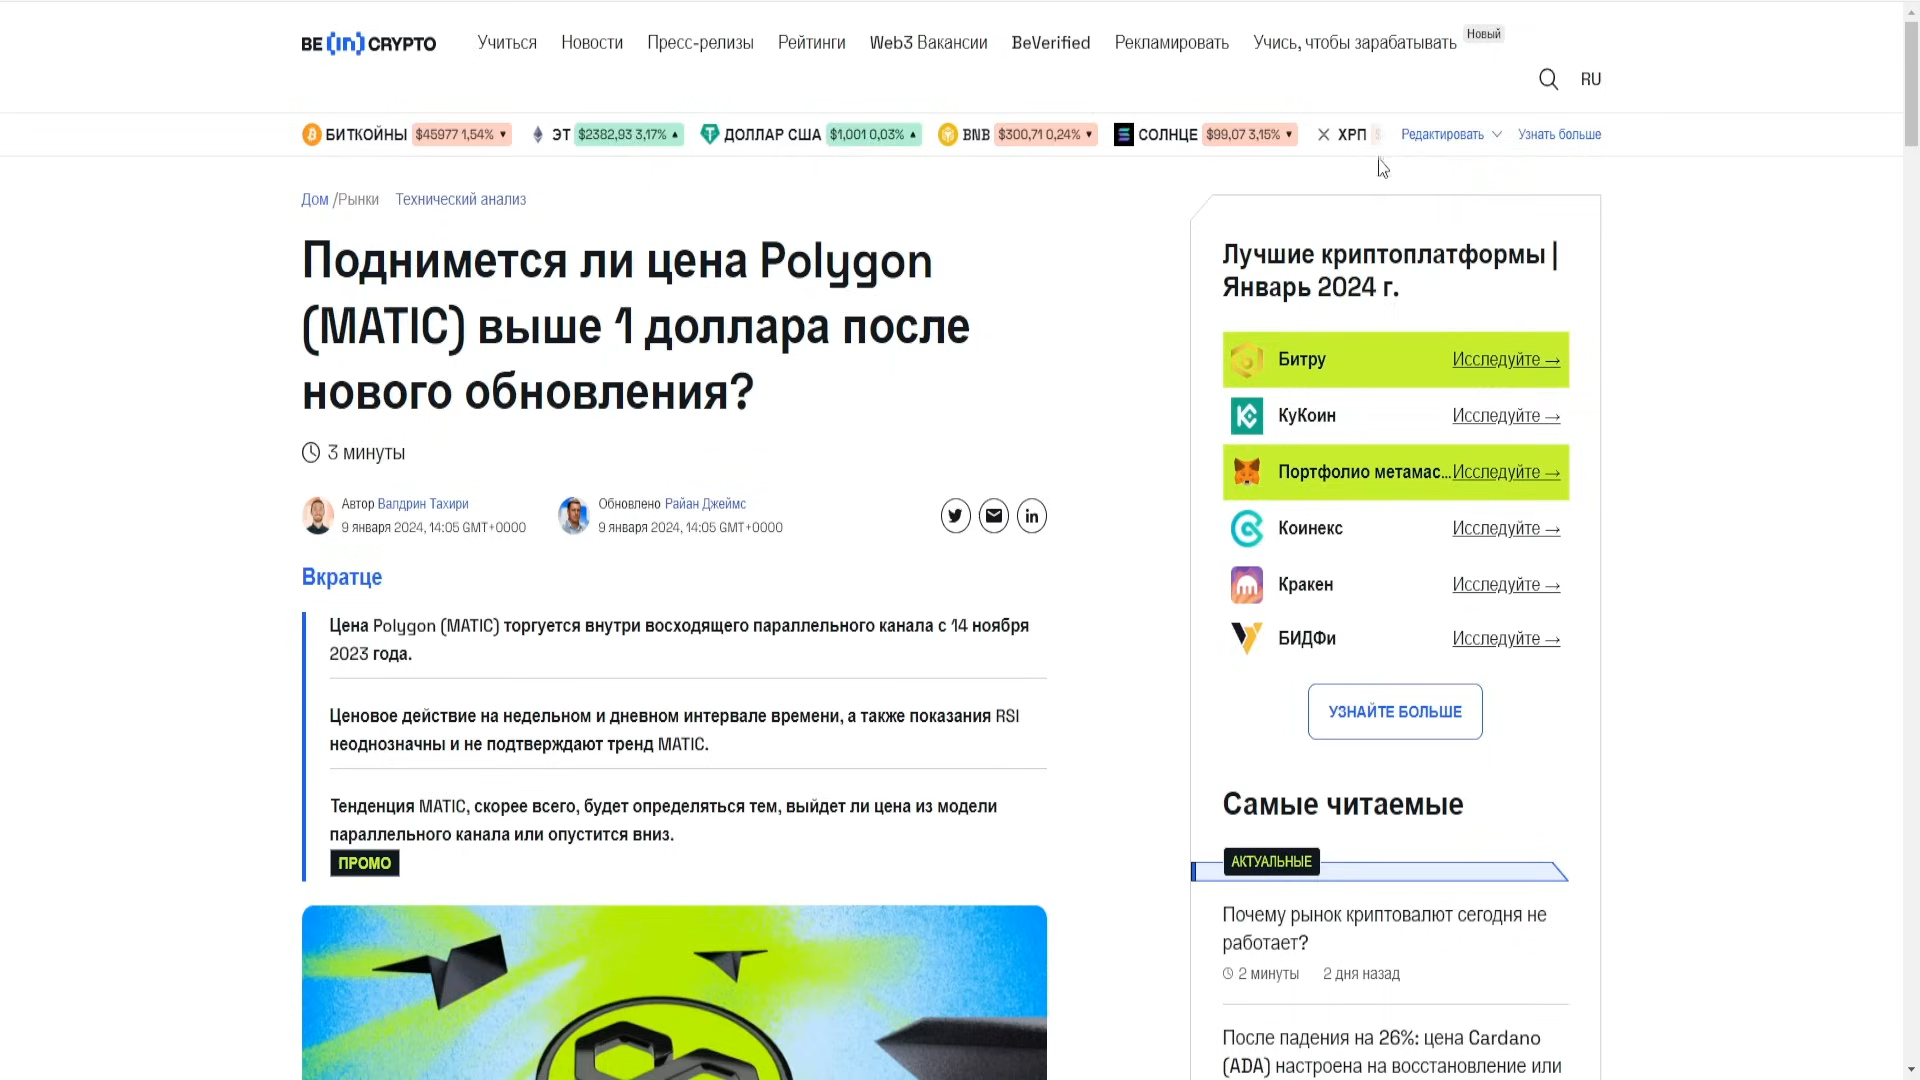 BE[in]CRYPTO
Учиться Новости Пресс-релизы Рейтинги Web3 Вакансии BeVerified Рекламировать Учись, чтобы зарабатывать Новый
RU
БИТКОЙНЫ $45977 1,54% ▼ ЭТ $2382,93 3,17% ▲ ДОЛЛАР США $1,001 0,03% ▲ BNB $300,71 0,24% ▼ СОЛНЦЕ $99,07 3,15% ▼ ХРП Редактировать Узнать больше
Дом /Рынки Технический анализ
Поднимется ли цена Polygon
(MATIC) выше 1 доллара после
нового обновления?
3 минуты
Автор Валдрин Тахири
9 января 2024, 14:05 GMT+0000
Обновлено Райан Джеймс
9 января 2024, 14:05 GMT+0000
in
Вкратце
Цена Polygon (MATIC) торгуется внутри восходящего параллельного канала с 14 ноября
2023 года.
Ценовое действие на недельном и дневном интервале времени, а также показания RSI
неоднозначны и не подтверждают тренд MATIC.
Тенденция MATIC, скорее всего, будет определяться тем, выйдет ли цена из модели
параллельного канала или опустится вниз.
ПРОМО
Лучшие криптоплатформы |
Январь 2024 г.
Битру Исследуйте →
КуКоин Исследуйте →
Портфолио метамас... Исследуйте →
Коинекс Исследуйте →
Кракен Исследуйте →
БИДФи Исследуйте →
УЗНАЙТЕ БОЛЬШЕ
Самые читаемые
АКТУАЛЬНЫЕ
Почему рынок криптовалют сегодня не
работает?
2 минуты 2 дня назад
После падения на 26%: цена Cardano
(ADA) настроена на восстановление или